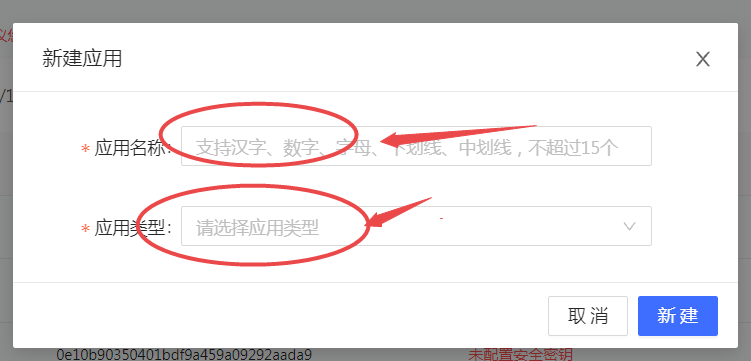 议
新建应用
/1
* 应用名称: 支持汉字、数字、字母、下划线、中划线，不超过15个
* 应用类型: 请选择应用类型
取消 新建
0e10b90350401bdf9a459a09292aada9 未配置安全密钥